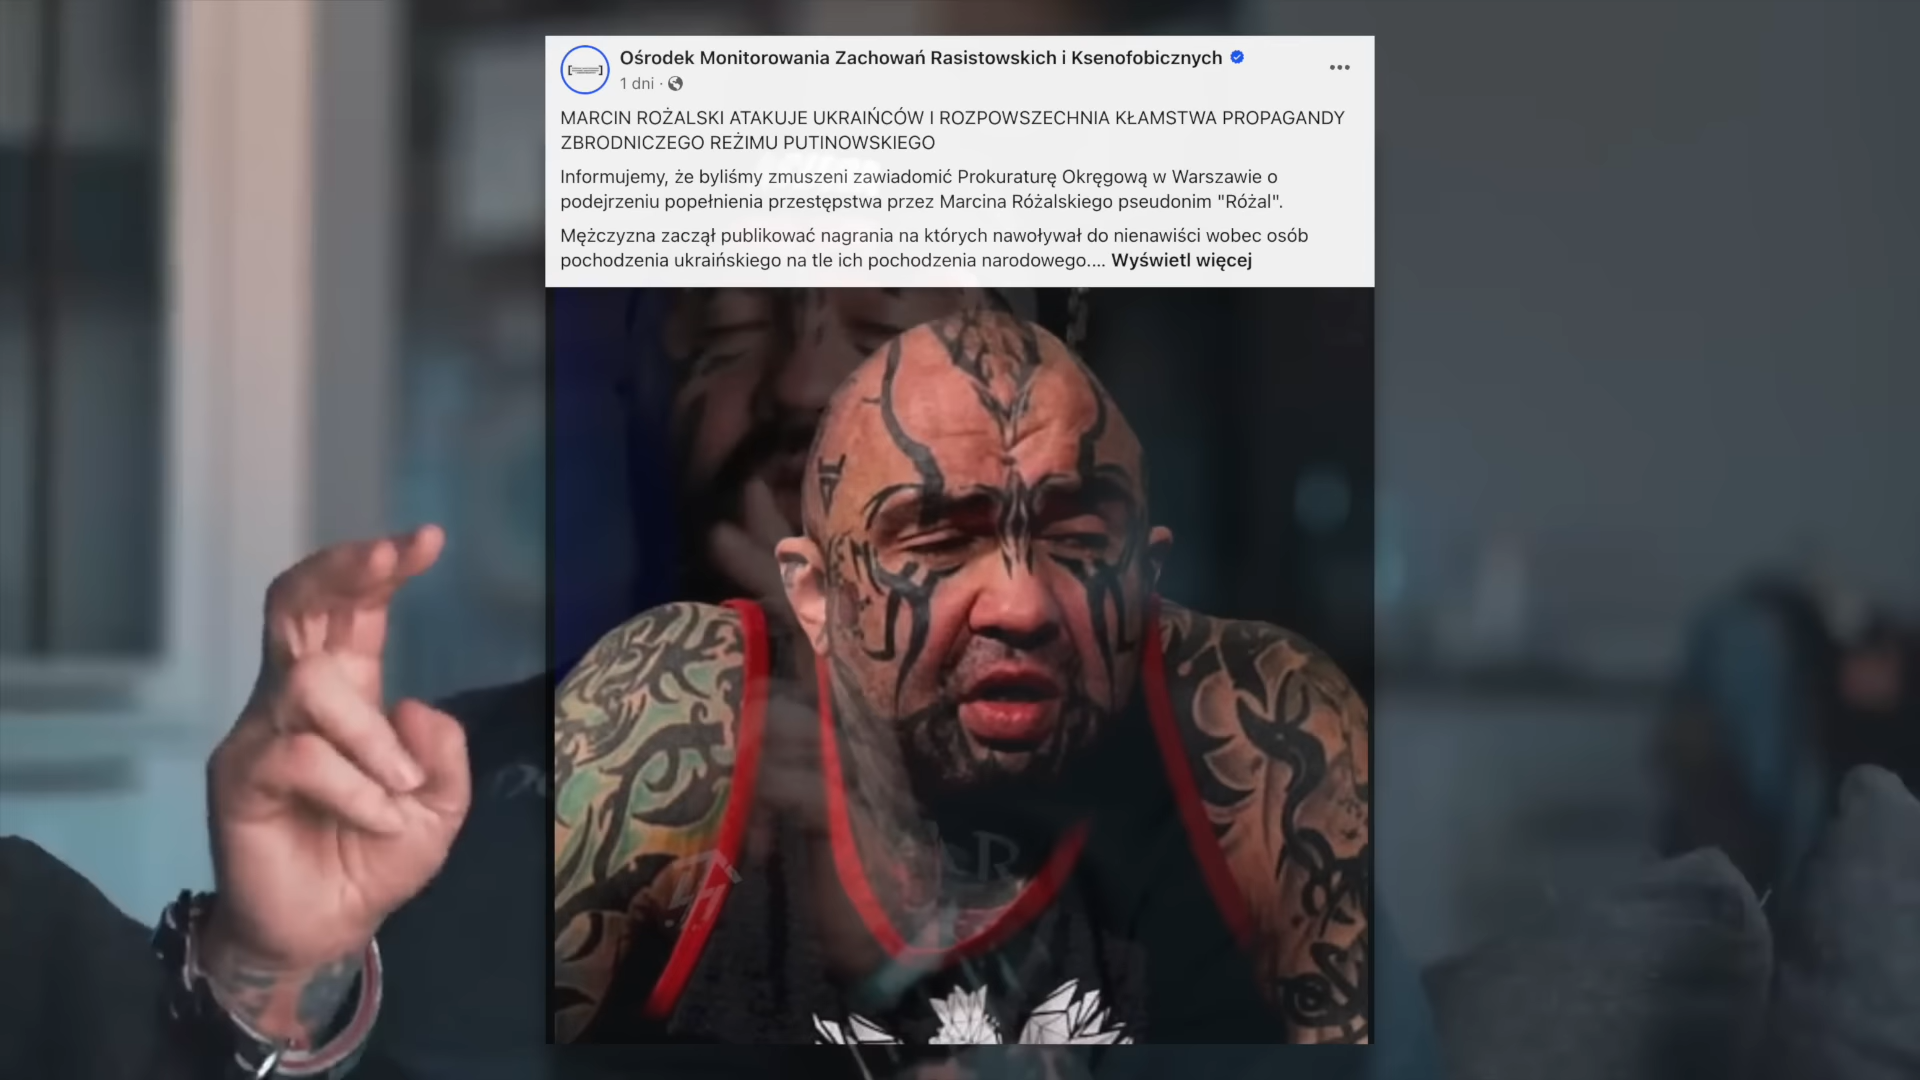 Ośrodek Monitorowania Zachowań Rasistowskich i Ksenofobicznych
1 dni ·
MARCIN ROŻALSKI ATAKUJE UKRAIŃCÓW I ROZPOWSZECHNIA KŁAMSTWA PROPAGANDY
ZBRODNICZEGO REŻIMU PUTINOWSKIEGO
Informujemy, że byliśmy zmuszeni zawiadomić Prokuraturę Okręgową w Warszawie o
podejrzeniu popełnienia przestępstwa przez Marcina Różalskiego pseudonim "Różal".
Mężczyzna zaczął publikować nagrania na których nawoływał do nienawiści wobec osób
pochodzenia ukraińskiego na tle ich pochodzenia narodowego.... Wyświetl więcej